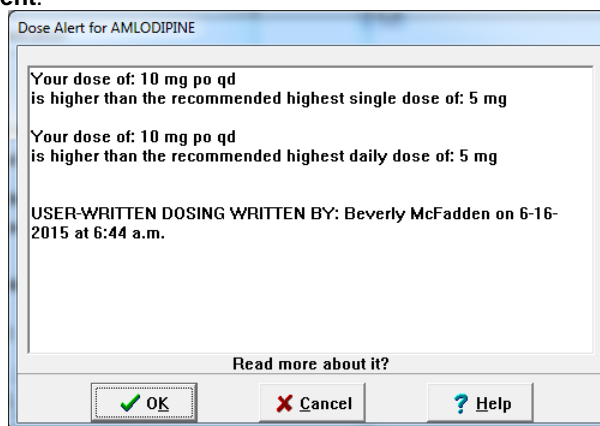 ent.
Dose Alert for AMLODIPINE
Your dose of: 10 mg po qd
is higher than the recommended highest single dose of: 5 mg
Your dose of: 10 mg po qd
is higher than the recommended highest daily dose of: 5 mg
USER-WRITTEN DOSING WRITTEN BY: Beverly McFadden on 6-16-
2015 at 6:44 a.m.
Read more about it?
OK
Cancel
? Help